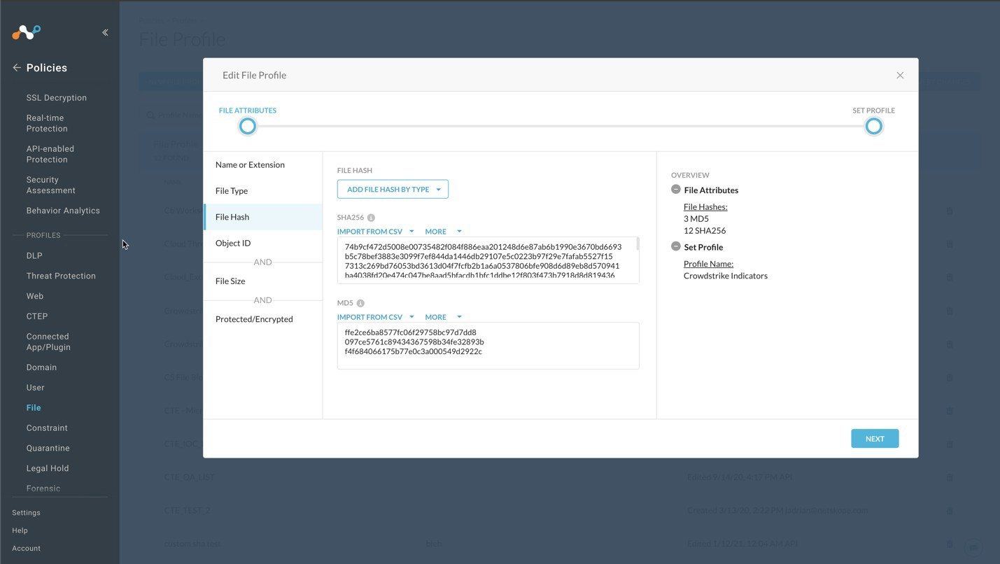 Policies
SSL Decryption
Real-time
Protection
API-enabled
Protection
Security
Assessment
Behavior Analytics
PROFILES
DLP
Threat Protection
Web
CTEP
Connected
App/Plugin
Domain
User
File
Constraint
Quarantine
Legal Hold
Forensic
Settings
Help
Account
File Profile
Edit File Profile
FILE ATTRIBUTES
SET PROFILE
Name or Extension
File Type
File Hash
Object ID
AND
File Size
AND
Protected/Encrypted
FILE HASH
ADD FILE HASH BY TYPE
SHA256
IMPORT FROM CSV MORE
74b9cf472d5008e00735482f084f886eaa201248d6e87ab6b1990e3670bd6693
b5c78bef3883e3099f7ef844da1446db29107e5c0223b97f29e7fafab5527f15
7313c269bd76053bd3613d04f7fcfb2b1a6a0537806bfe908d6d89eb8d570941
ba4038fd20e474c047be8aad5bfacdb1bfc1ddbe12f803f473b7918d8d819436
MD5
IMPORT FROM CSV MORE
ffe2ce6ba8577fc06f29758bc97d7dd8
097ce5761c89434367598b34fe32893b
f4f684066175b77e0c3a000549d2922c
OVERVIEW
File Attributes
File Hashes:
3 MD5
12 SHA256
Set Profile
Profile Name:
Crowdstrike Indicators
NEXT
CTE_QA_LIST
CTE_TEST_2